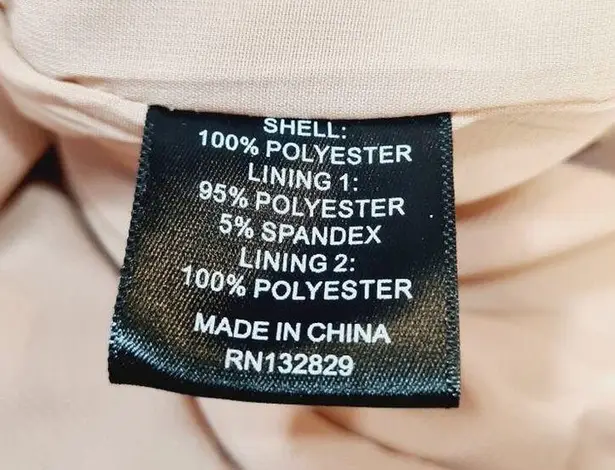 SHELL:
100% POLYESTER
LINING 1:
95% POLYESTER
5% SPANDEX
LINING 2:
100% POLYESTER
MADE IN CHINA
RN132829